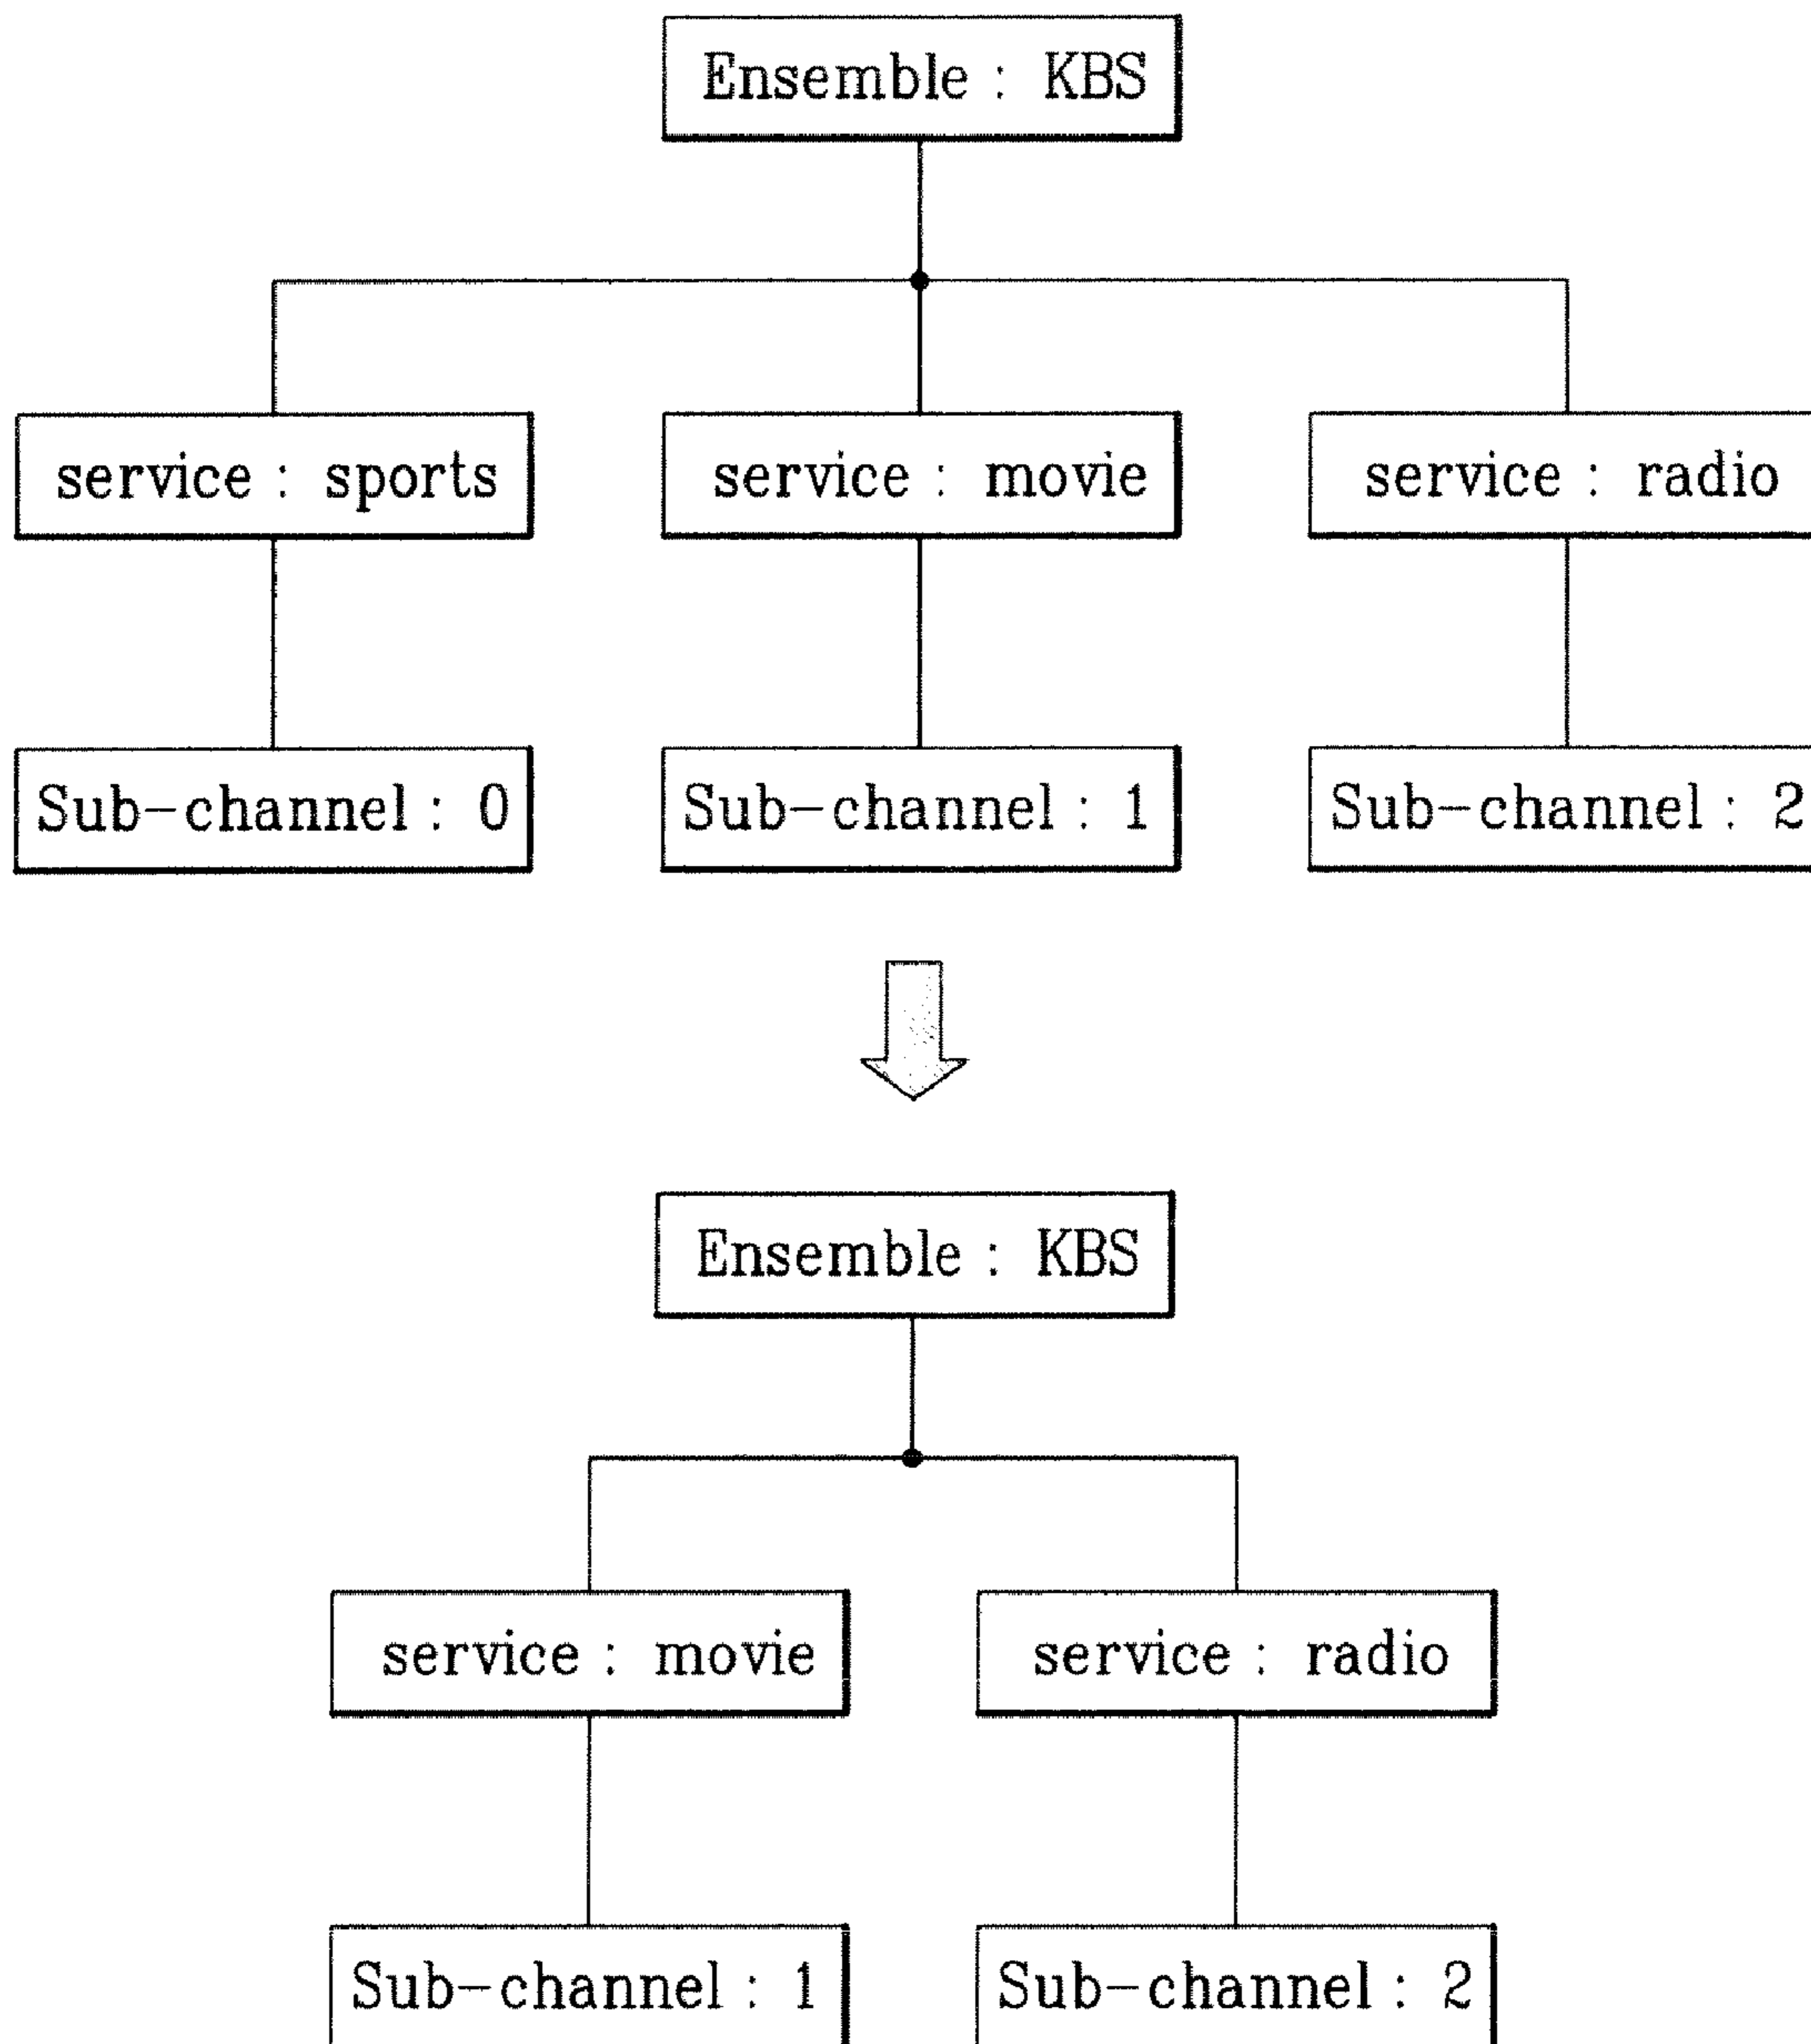 Ensemble : KBS
service : sports
service : movie
service : radio
Sub-channel : 0
Sub-channel : 1
Sub-channel : 2
Ensemble : KBS
service : movie
service : radio
Sub-channel : 1
Sub-channel : 2